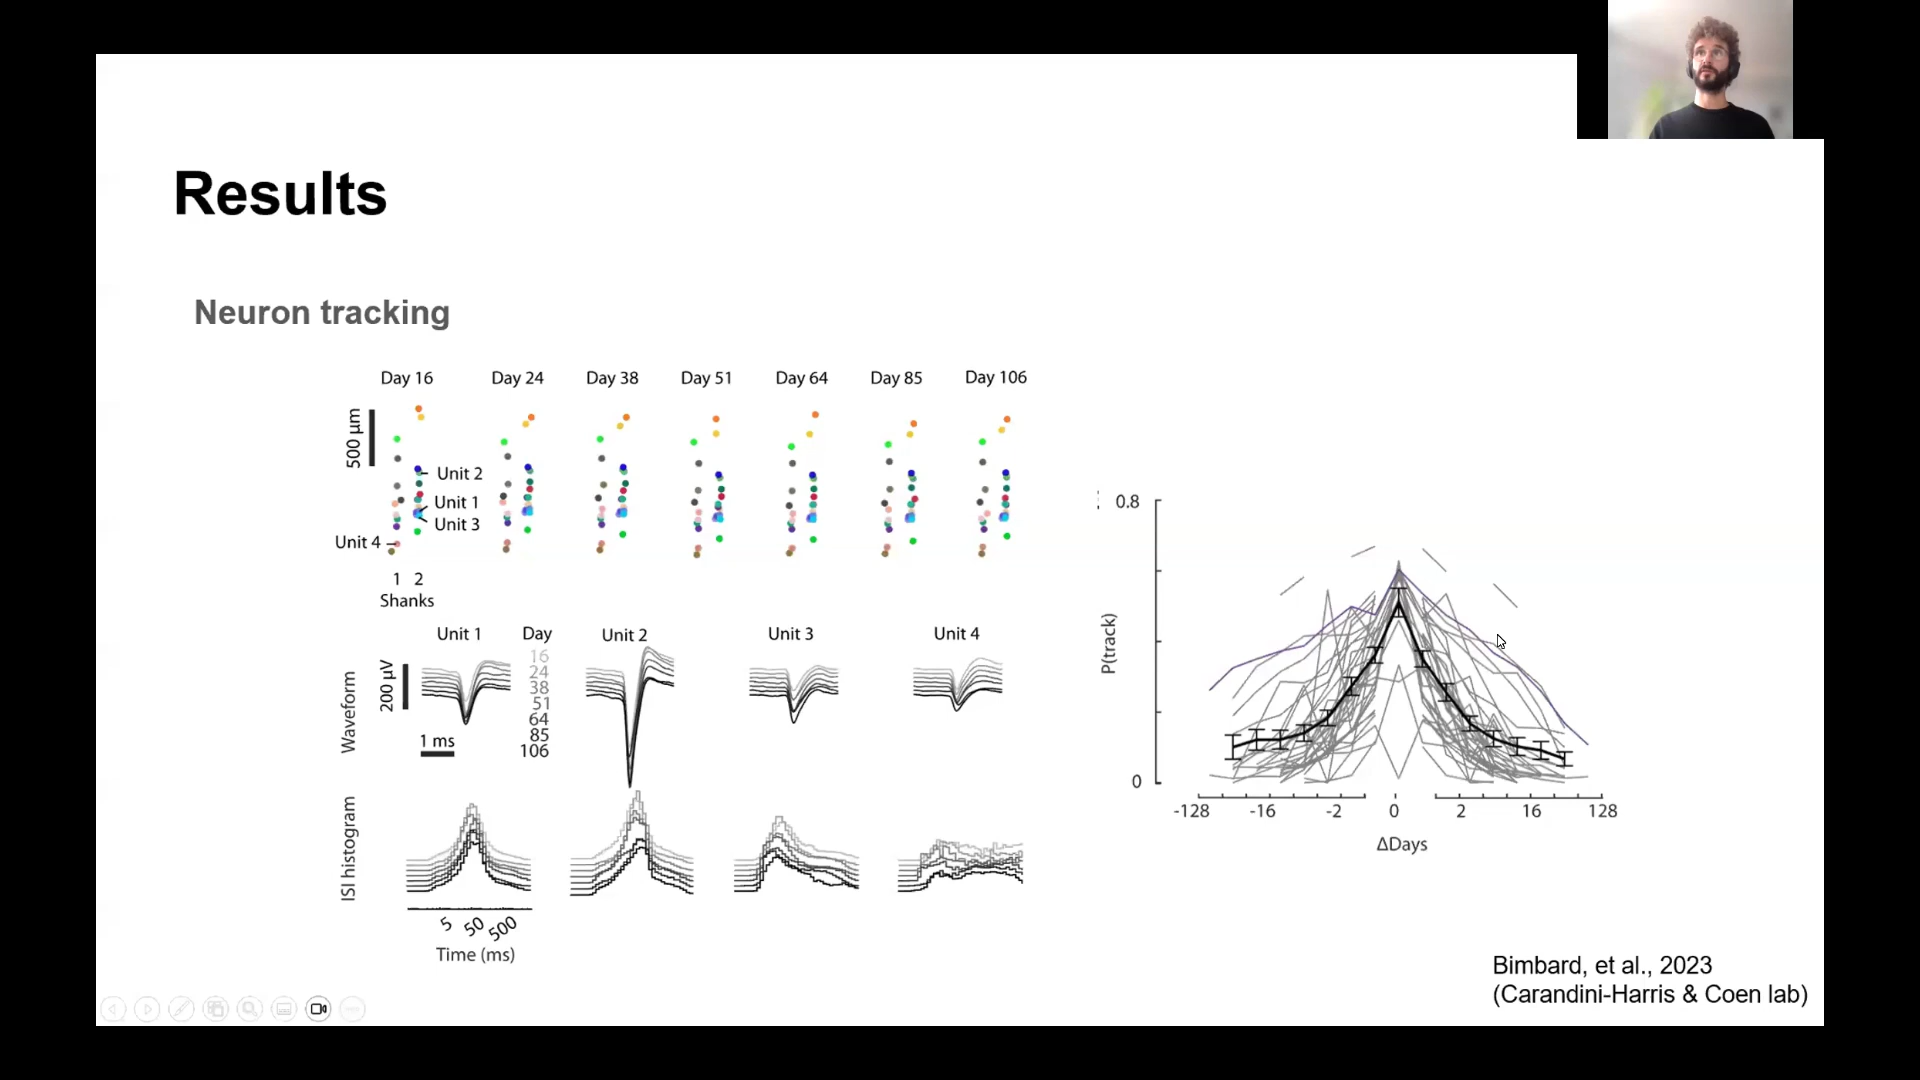 Results
Neuron tracking
Day 16 Day 24 Day 38 Day 51 Day 64 Day 85 Day 106
500 µm
Unit 2
Unit 1
Unit 3
Unit 4
1 2
Shanks
Unit 1 Day Unit 2 Unit 3 Unit 4
Waveform
200 µV
16
24
38
51
64
85
106
1 ms
ISI histogram
5 50 500
Time (ms)
0.8
P(track)
0
-128 -16 -2 0 2 16 128
ΔDays
Bimbard, et al., 2023
(Carandini-Harris & Coen lab)